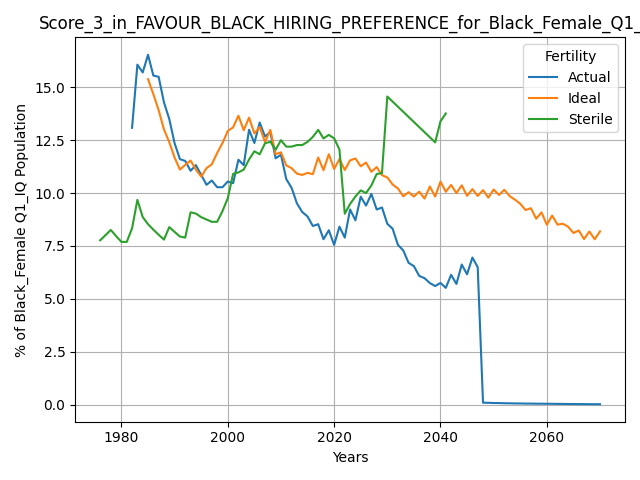 Score_3_in_FAVOUR_BLACK_HIRING_PREFERENCE_for_Black_Female_Q1_
Fertility
Actual
Ideal
Sterile
% of Black_Female Q1_IQ Population
15.0
12.5
10.0
7.5
5.0
2.5
0.0
1980 2000 2020 2040 2060
Years